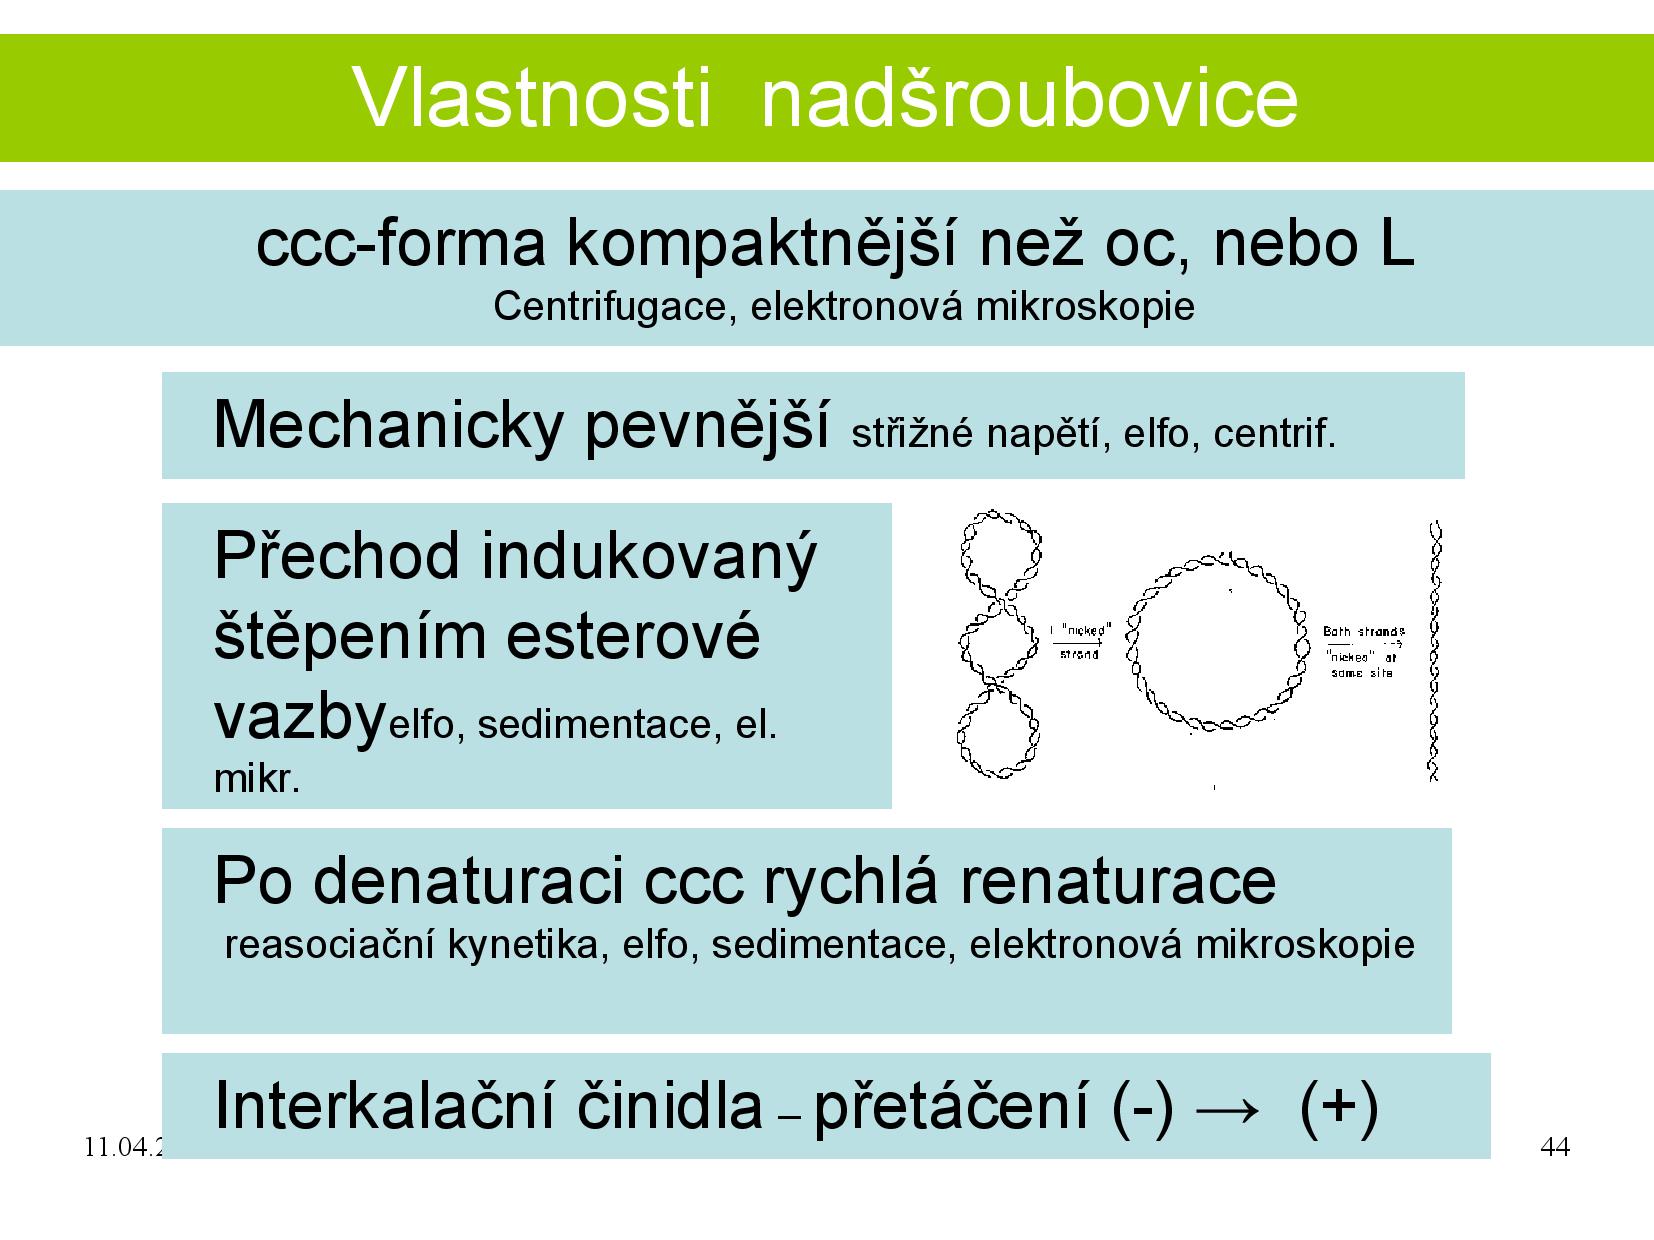 Vlastnosti nadšroubovice
ccc-forma kompaktnější než oc, nebo L
Centrifugace, elektronová mikroskopie
Mechanicky pevnější střižné napětí, elfo, centrif.
Přechod indukovaný
štěpením esterové
vazbyelfo, sedimentace, el.
mikr.
1 "nicked"
strand
Both strands
"nicked" at
same site
Po denaturaci ccc rychlá renaturace
reasociační kynetika, elfo, sedimentace, elektronová mikroskopie
Interkalační činidla – přetáčení (-) → (+)
11.04.2
44